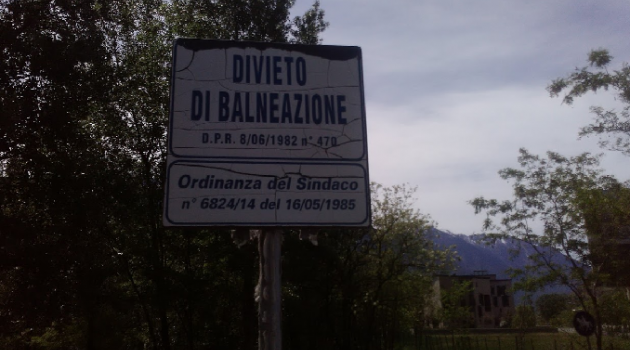 DIVIETO
DI BALNEAZIONE
D.P.R. 8/06/1982 n° 470
Ordinanza del Sindaco
n° 6824/14 del 16/05/1985